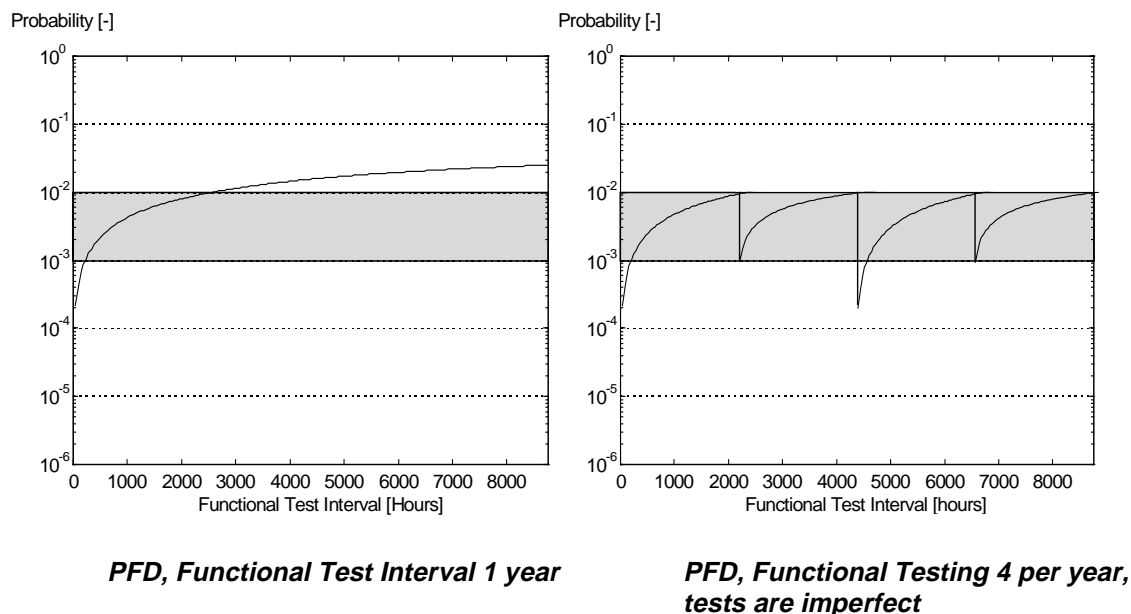 Probability [-]
10^0
10^-1
10^-2
10^-3
10^-4
10^-5
10^-6
0 1000 2000 3000 4000 5000 6000 7000 8000
Functional Test Interval [Hours]
PFD, Functional Test Interval 1 year
Probability [-]
10^0
10^-1
10^-2
10^-3
10^-4
10^-5
10^-6
0 1000 2000 3000 4000 5000 6000 7000 8000
Functional Test Interval [hours]
PFD, Functional Testing 4 per year,
tests are imperfect